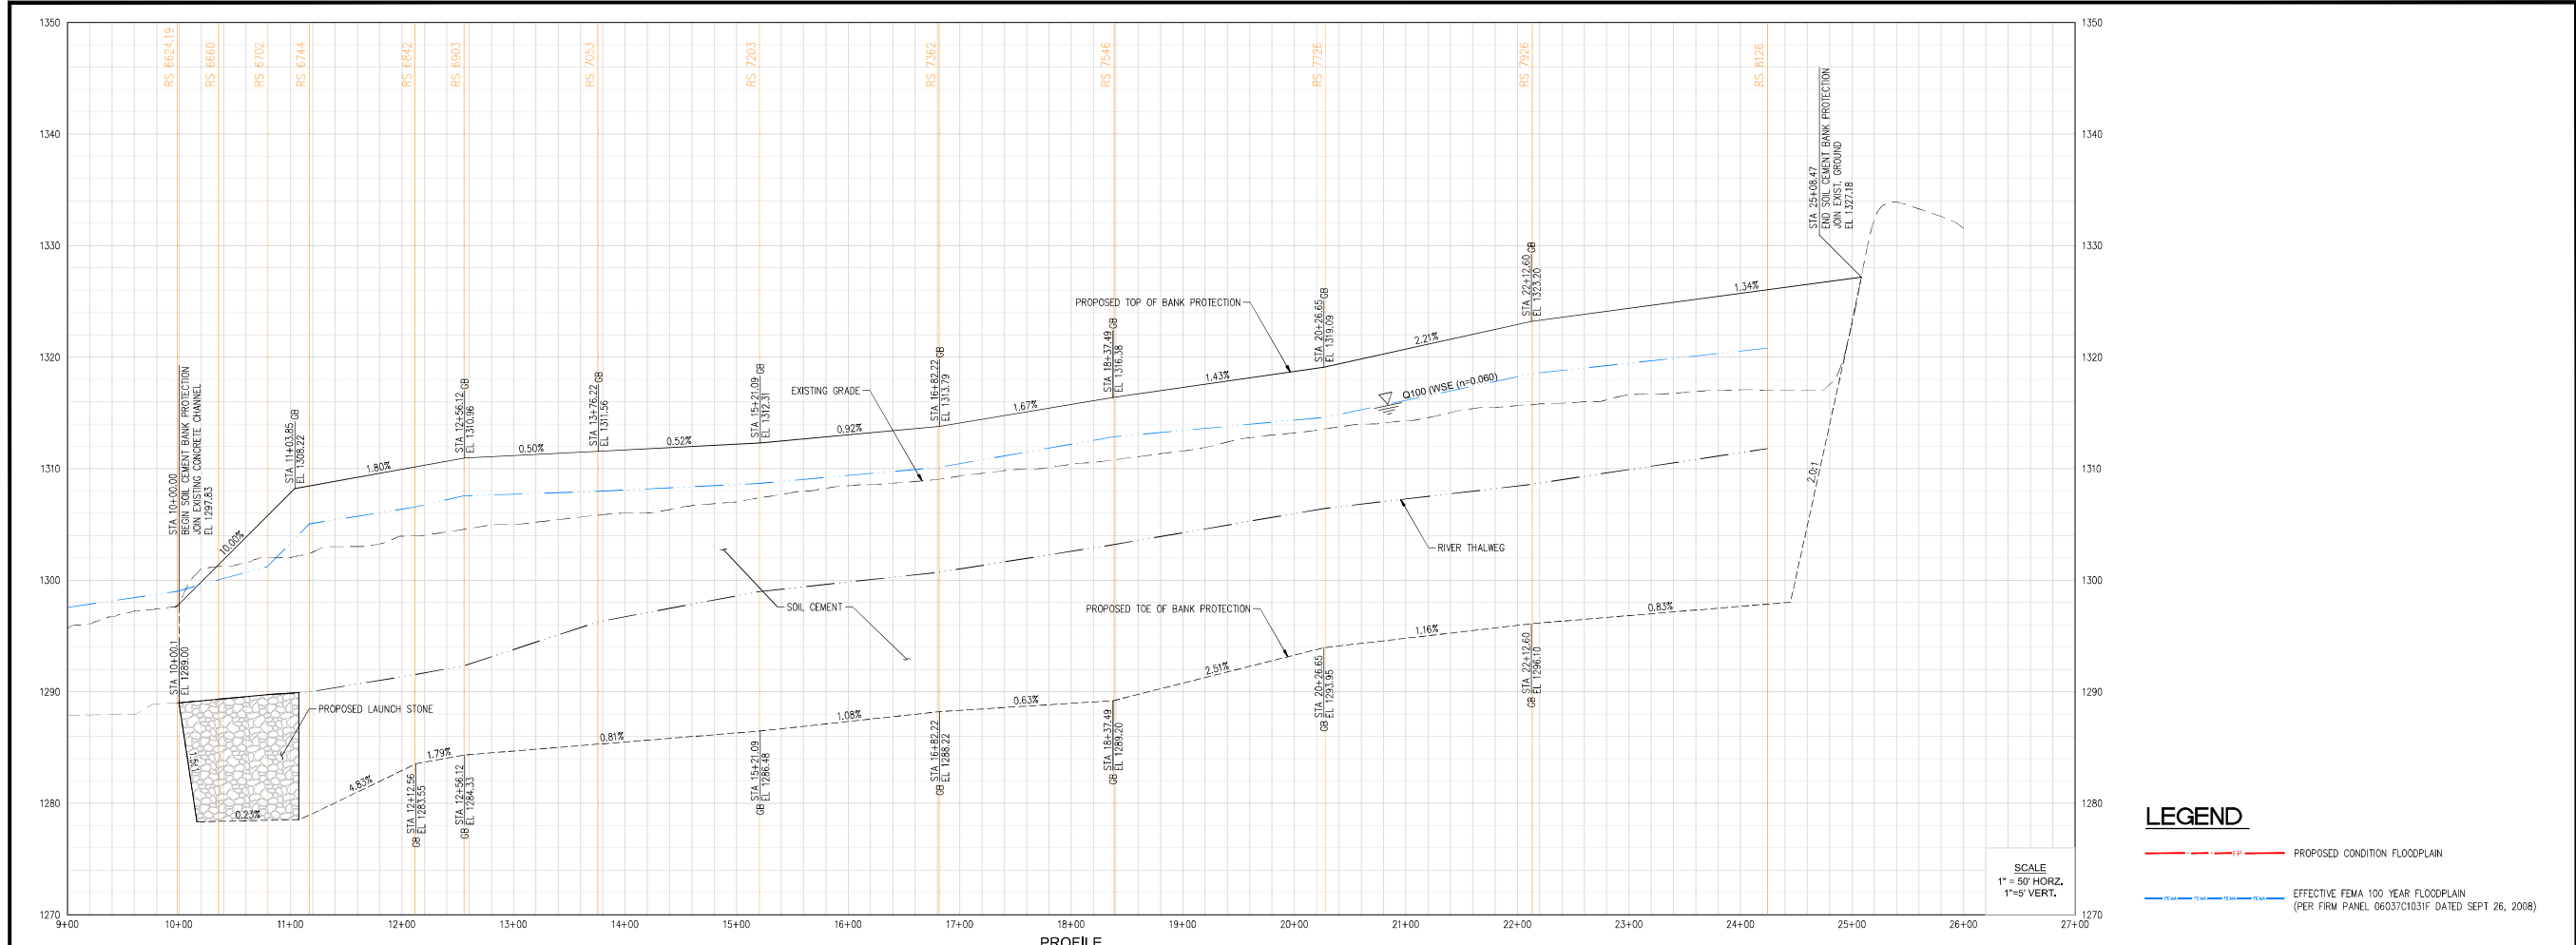 1350
1340
1330
1320
1310
1300
1290
1280
1270
RS 6624.19
RS 6660
RS 6702
RS 6744
RS 6842
RS 6903
RS 7053
RS 7203
RS 7362
RS 7546
RS 7726
RS 7926
RS 8126
1350
1340
1330
1320
1310
1300
1290
1280
1270
STA 10+00.00
BEGIN SOIL CEMENT BANK PROTECTION
JOIN EXISTING CONCRETE CHANNEL
EL 1297.83
STA 11+03.85 GB
EL 1308.22
STA 12+56.12 GB
EL 1310.96
STA 13+76.22 GB
EL 1311.56
STA 15+21.09 GB
EL 1312.31
STA 16+82.22 GB
EL 1313.79
STA 18+37.49 GB
EL 1316.38
STA 20+26.65 GB
EL 1319.09
STA 22+12.60 GB
EL 1323.20
STA 25+08.47
END SOIL CEMENT BANK PROTECTION
JOIN EXIST. GROUND
EL 1327.18
10.00%
1.80%
0.50%
0.52%
0.92%
1.67%
1.43%
2.21%
1.34%
PROPOSED TOP OF BANK PROTECTION
EXISTING GRADE
Q100 (WSE (n=0.060)
RIVER THALWEG
SOIL CEMENT
PROPOSED TOE OF BANK PROTECTION
2.0:1
STA 10+00.1
EL 1289.00
PROPOSED LAUNCH STONE
0.23%
4.83%
1.79%
0.81%
1.08%
0.63%
2.51%
1.16%
0.83%
GB STA 12+12.56
EL 1283.55
GB STA 12+56.12
EL 1284.33
GB STA 15+21.09
EL 1286.48
GB STA 16+82.22
EL 1288.22
GB STA 18+37.49
EL 1289.20
GB STA 20+26.65
EL 1293.95
GB STA 22+12.60
EL 1296.10
SCALE
1" = 50' HORZ.
1"=5' VERT.
9+00
10+00
11+00
12+00
13+00
14+00
15+00
16+00
17+00
18+00
19+00
20+00
21+00
22+00
23+00
24+00
25+00
26+00
27+00
PROFILE
LEGEND
FP
PROPOSED CONDITION FLOODPLAIN
FEMA FEMA FEMA FEMA
EFFECTIVE FEMA 100 YEAR FLOODPLAIN
(PER FIRM PANEL 06037C1031F DATED SEPT 26, 2008)